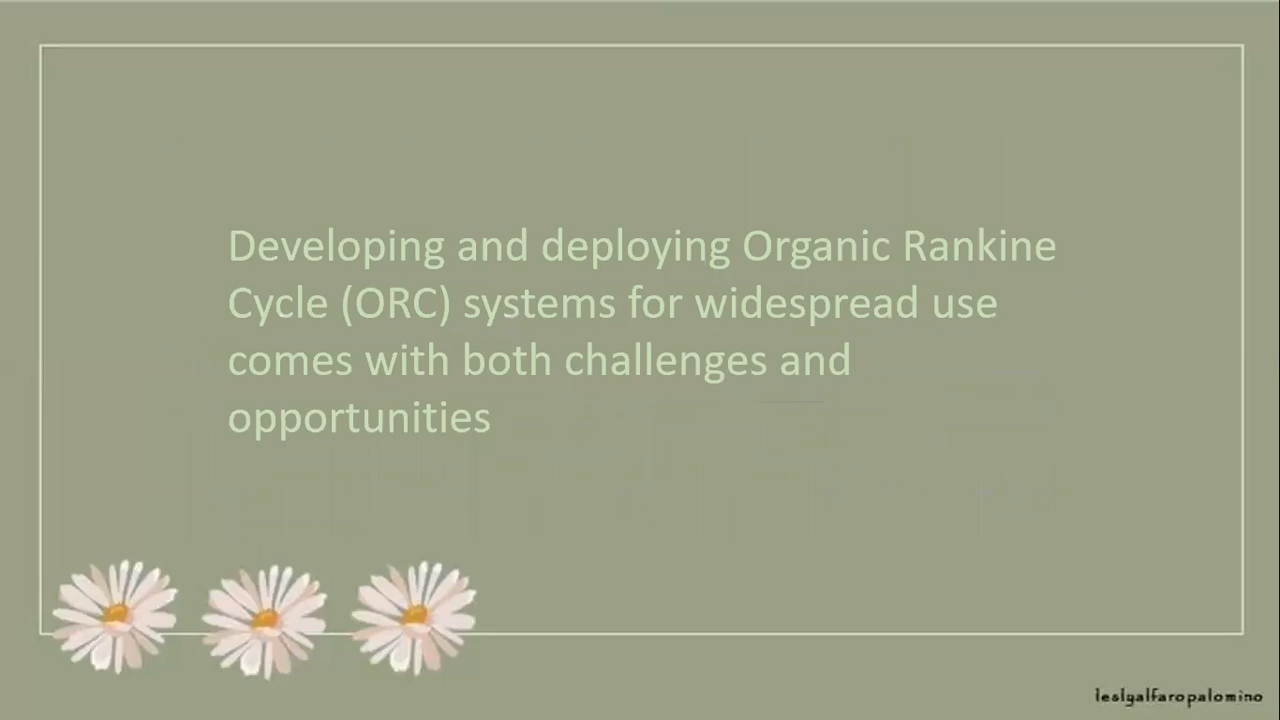 Developing and deploying Organic Rankine
Cycle (ORC) systems for widespread use
comes with both challenges and
opportunities
leslyalfaropalomino